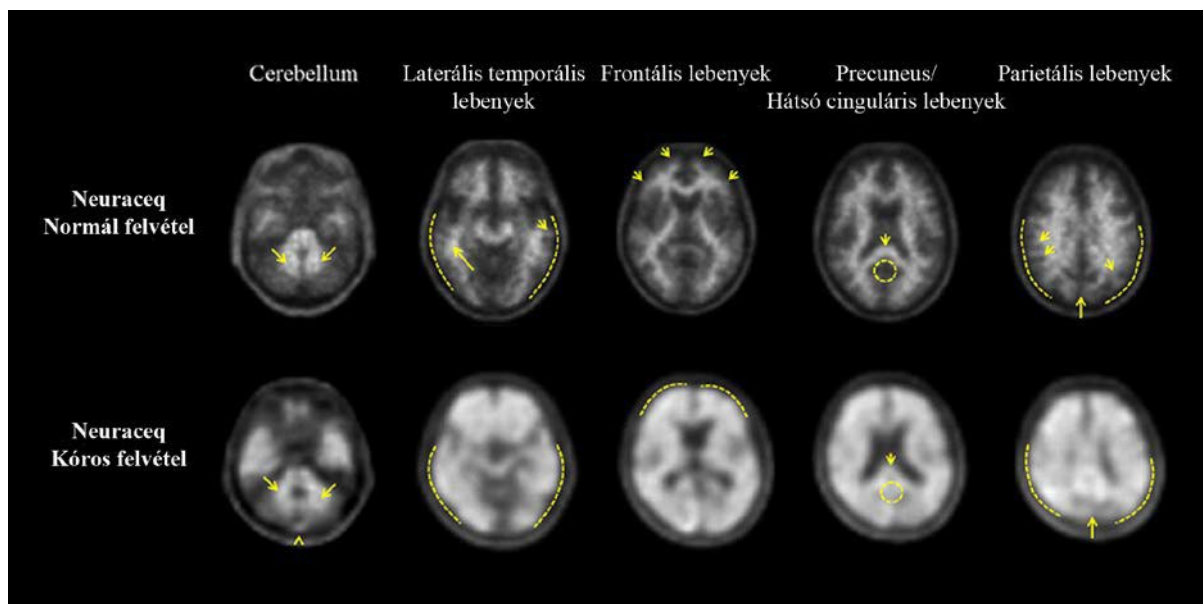 Cerebellum
Laterális temporális
lebenyek
Frontális lebenyek
Precuneus/
Hátsó cinguláris lebenyek
Parietális lebenyek
Neuraceq
Normál felvétel
Neuraceq
Kóros felvétel